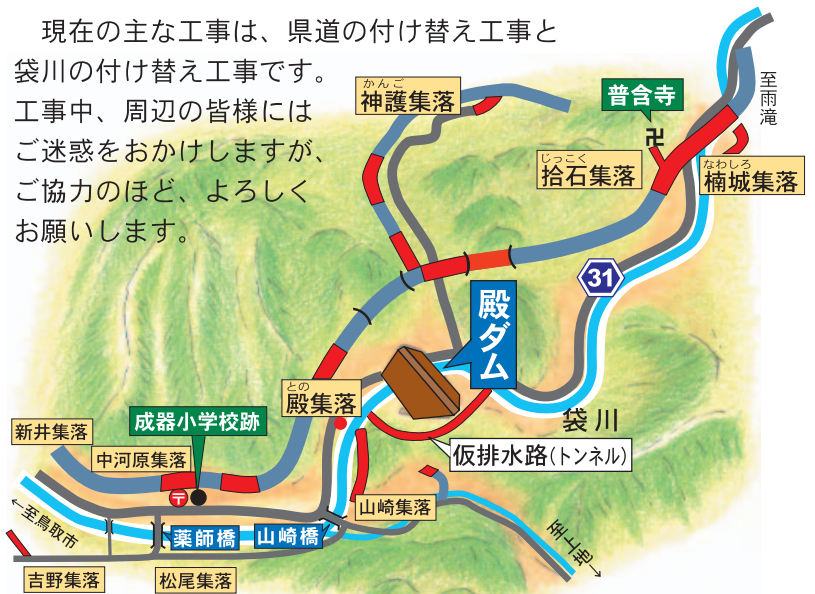 現在の主な工事は、県道の付け替え工事と
袋川の付け替え工事です。
工事中、周辺の皆様には
ご迷惑をおかけしますが、
ご協力のほど、よろしく
お願いします。
かんご
神護集落
普含寺
卍
至雨滝
じっこく
拾石集落
なわしろ
楠城集落
31
殿ダム
との
殿集落
袋川
仮排水路(トンネル)
成器小学校跡
新井集落
中河原集落
〒
山崎集落
←至鳥取市
薬師橋
山崎橋
至上地→
吉野集落
松尾集落